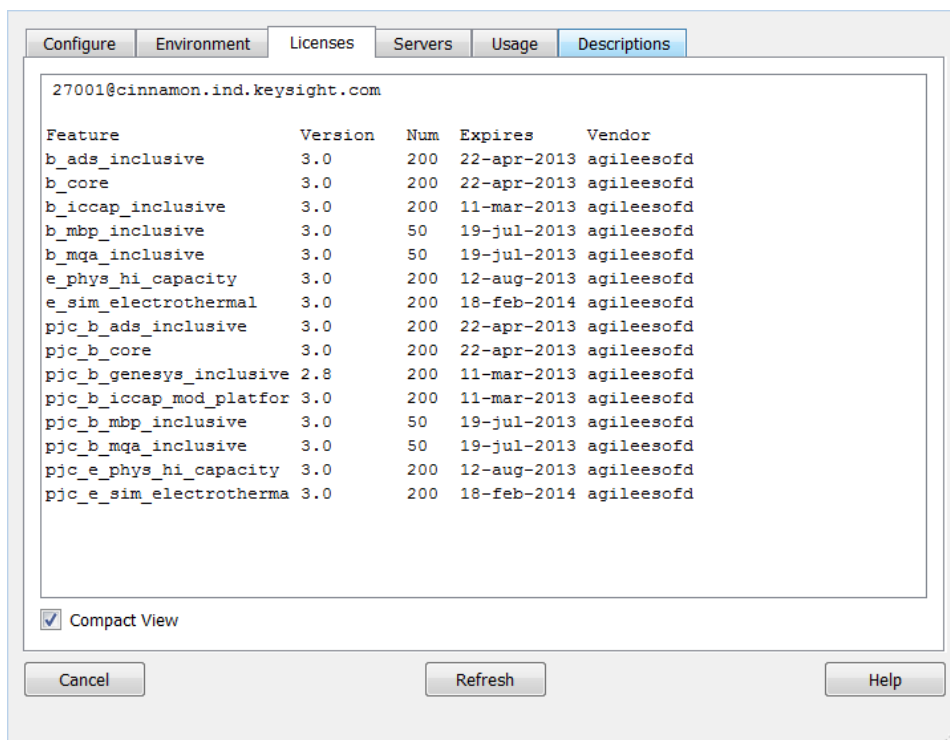 Configure Environment Licenses Servers Usage Descriptions
27001@cinnamon.ind.keysight.com
Feature Version Num Expires Vendor
b_ads_inclusive 3.0 200 22-apr-2013 agileesofd
b_core 3.0 200 22-apr-2013 agileesofd
b_iccap_inclusive 3.0 200 11-mar-2013 agileesofd
b_mbp_inclusive 3.0 50 19-jul-2013 agileesofd
b_mqa_inclusive 3.0 50 19-jul-2013 agileesofd
e_phys_hi_capacity 3.0 200 12-aug-2013 agileesofd
e_sim_electrothermal 3.0 200 18-feb-2014 agileesofd
pjc_b_ads_inclusive 3.0 200 22-apr-2013 agileesofd
pjc_b_core 3.0 200 22-apr-2013 agileesofd
pjc_b_genesys_inclusive 2.8 200 11-mar-2013 agileesofd
pjc_b_iccap_mod_platfor 3.0 200 11-mar-2013 agileesofd
pjc_b_mbp_inclusive 3.0 50 19-jul-2013 agileesofd
pjc_b_mqa_inclusive 3.0 50 19-jul-2013 agileesofd
pjc_e_phys_hi_capacity 3.0 200 12-aug-2013 agileesofd
pjc_e_sim_electrotherma 3.0 200 18-feb-2014 agileesofd
Compact View
Cancel Refresh Help